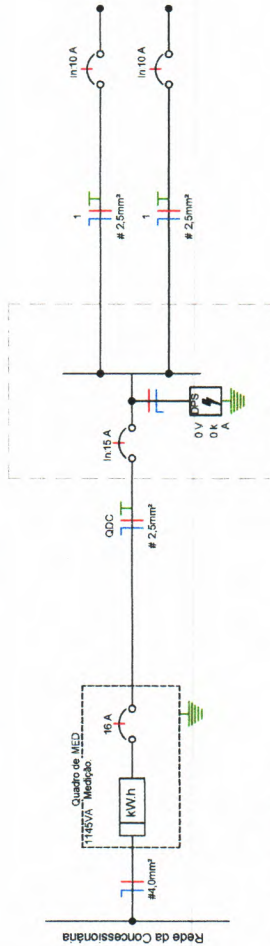 Rede da Concessionária
#4,0mm²
Quadro de MED
1145VA Medição:
kW.h
16 A
QDC
# 2,5mm²
In:15 A
DPS
0 V
0 k
A
1
# 2,5mm²
In:10 A
1
# 2,5mm²
In:10 A